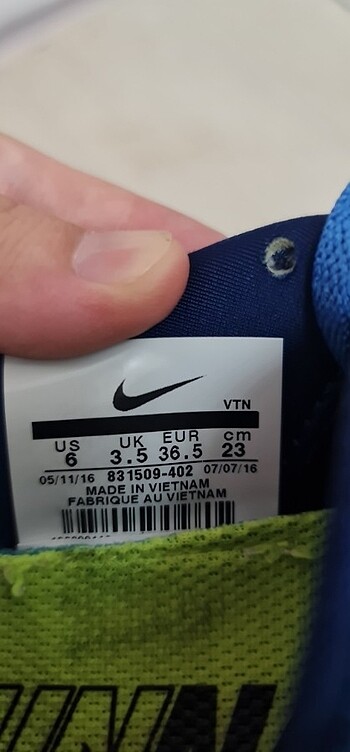 VTN
US UK EUR cm
6 3.5 36.5 23
05/11/16 831509-402 07/07/16
MADE IN VIETNAM
FABRIQUE AU VIETNAM